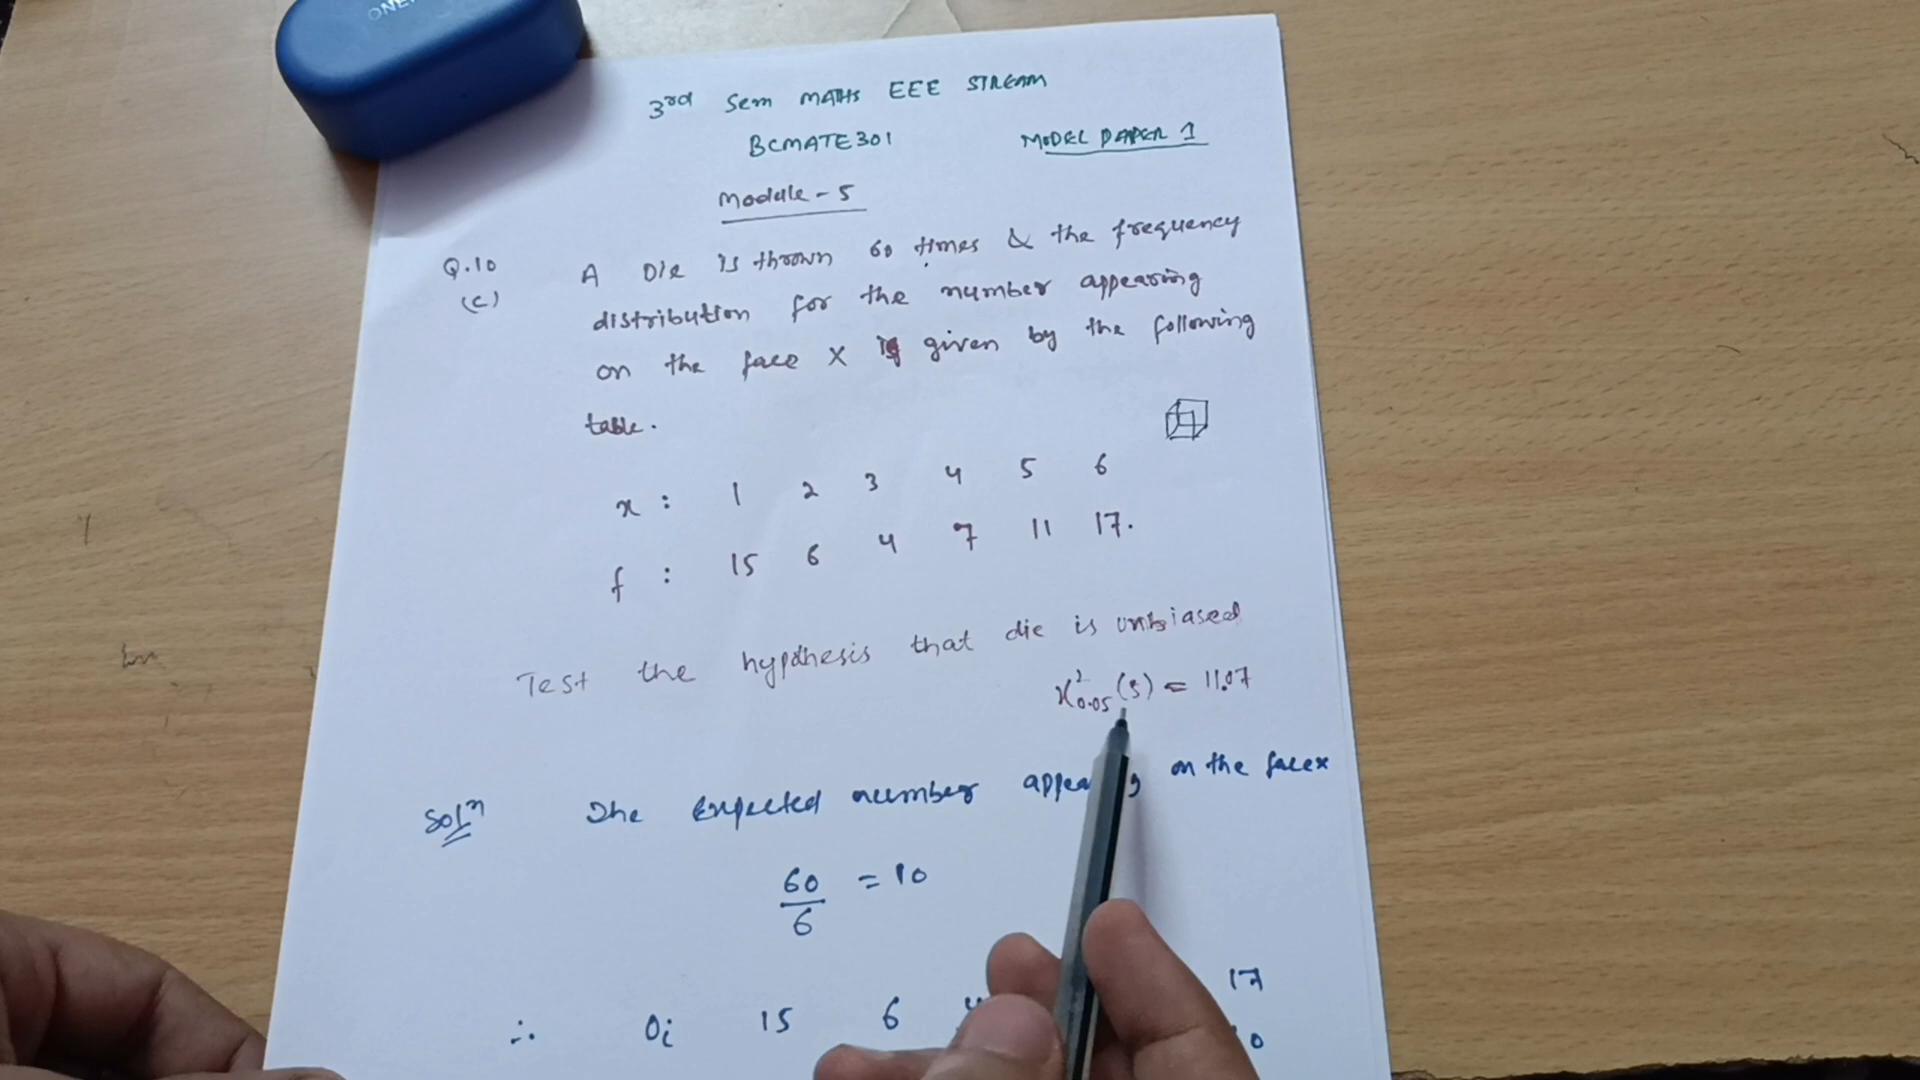 3rd Sem MATHS EEE STREAM
BCMATE301 MODEL PAPER 1
Module-5
Q.10 A Die is thrown 60 times & the frequency
(c) distribution for the number appearing
on the face X is given by the following
table.
x : 1 2 3 4 5 6
f : 15 6 4 7 11 17.
Test the hypothesis that die is unbiased
χ²0.05 (5) = 11.07
Solⁿ The Expected number on the face x
60/6 = 10
∴ Oi 15 6 17